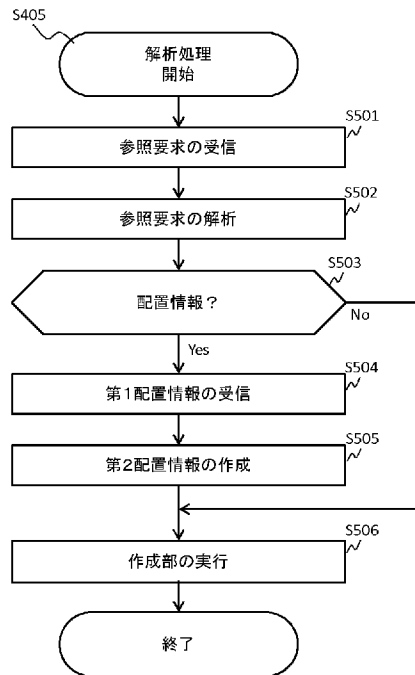 S405
解析処理
開始
S501
参照要求の受信
S502
参照要求の解析
S503
配置情報？
No
Yes
S504
第1配置情報の受信
S505
第2配置情報の作成
S506
作成部の実行
終了